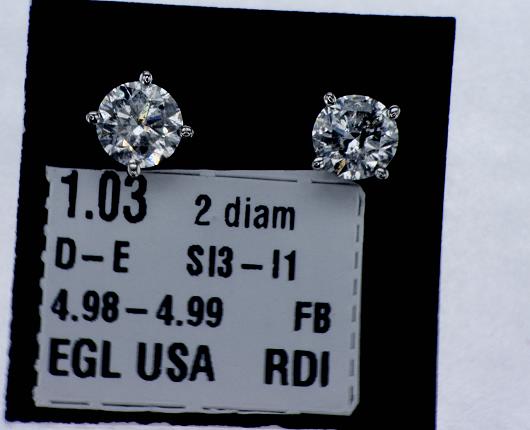 1.03 2 diam
D-E SI3-I1
4.98-4.99 FB
EGL USA RDI